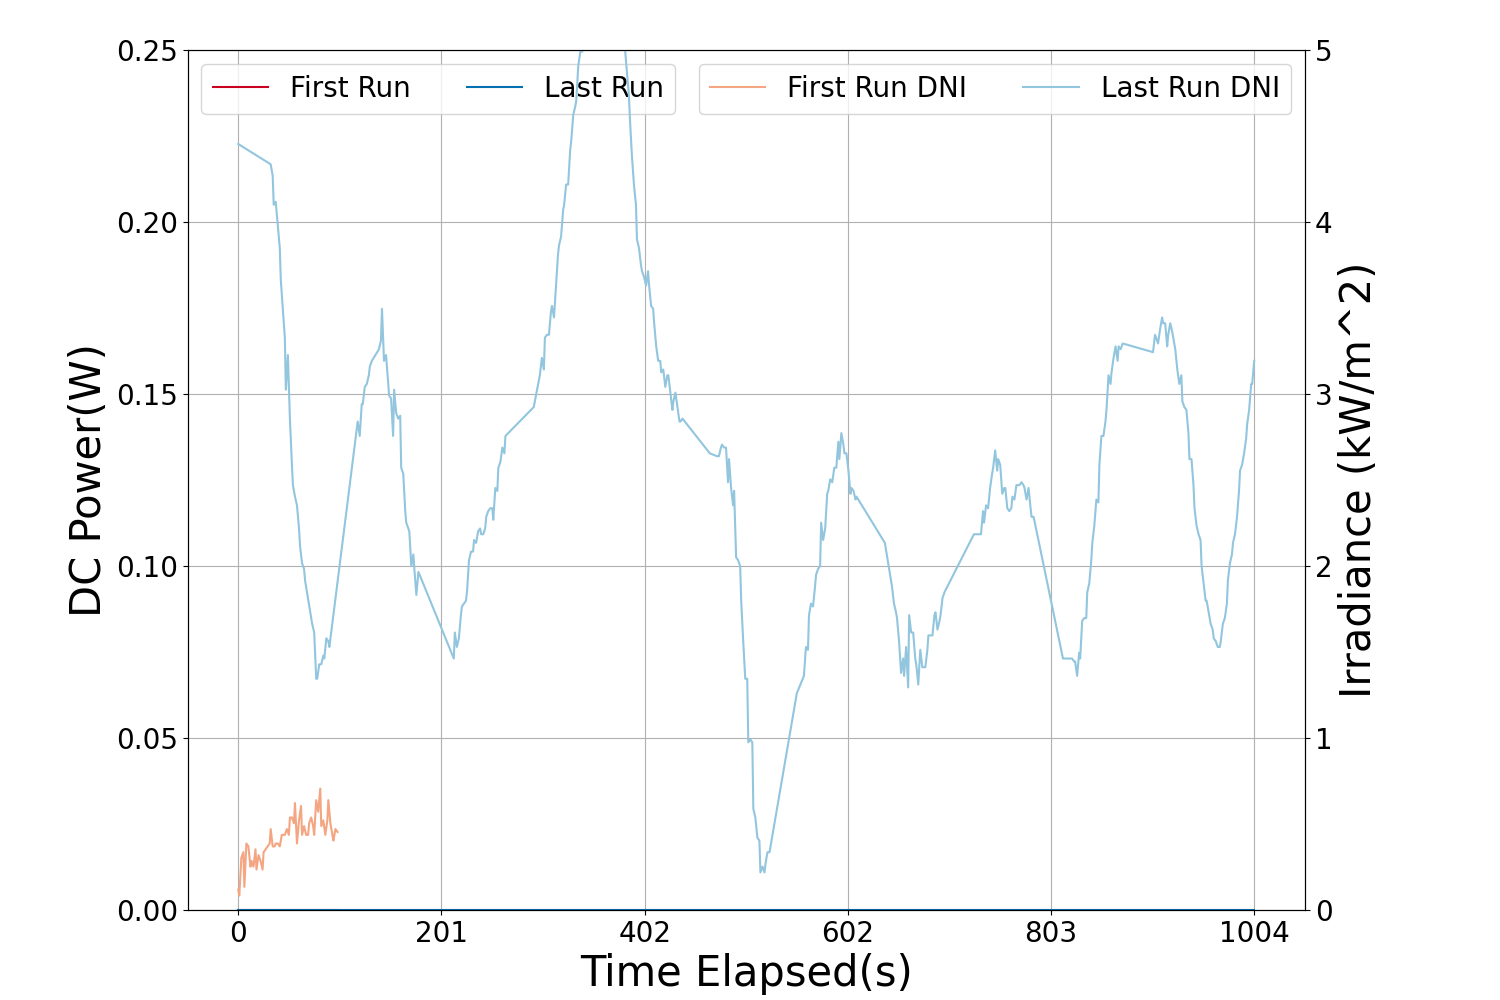 First Run
Last Run
First Run DNI
Last Run DNI
0.25
0.20
0.15
0.10
0.05
0.00
DC Power(W)
5
4
3
2
1
0
Irradiance (kW/m^2)
0 201 402 602 803 1004
Time Elapsed(s)